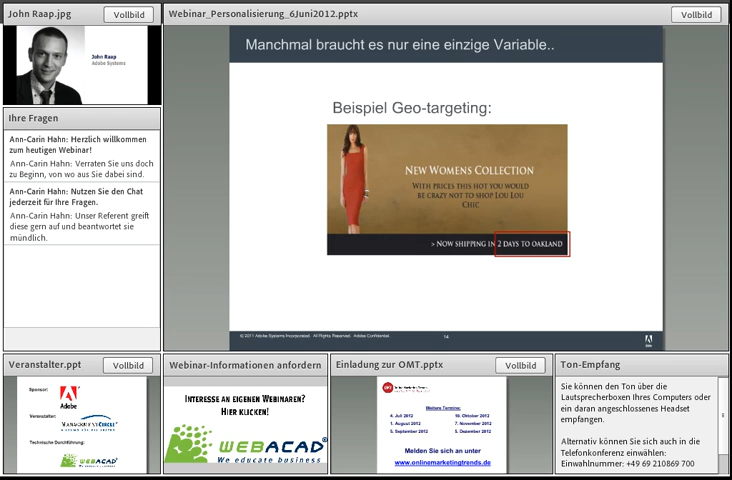 John Raap.jpg
Vollbild
John Raap
Adobe Systems
Ihre Fragen
Ann-Carin Hahn: Herzlich willkommen
zum heutigen Webinar!
Ann-Carin Hahn: Verraten Sie uns doch
zu Beginn, von wo aus Sie dabei sind.
Ann-Carin Hahn: Nutzen Sie den Chat
jederzeit für Ihre Fragen.
Ann-Carin Hahn: Unser Referent greift
diese gern auf und beantwortet sie
mündlich.
Webinar_Personalisierung_6Juni2012.pptx
Vollbild
Manchmal braucht es nur eine einzige Variable..
Beispiel Geo-targeting:
NEW WOMENS COLLECTION
WITH PRICES THIS HOT YOU WOULD
BE CRAZY NOT TO SHOP LOU LOU
CHIC
> NOW SHIPPING IN 2 DAYS TO OAKLAND
© 2011 Adobe Systems Incorporated. All Rights Reserved. Adobe Confidential.
14
Veranstalter.ppt
Vollbild
Sponsor:
Adobe
Veranstalter:
MANAGEMENT CIRCLE
Technische Durchführung:
WEBACAD
Webinar-Informationen anfordern
INTERESSE AN EIGENEN WEBINAREN?
HIER KLICKEN!
WEBACAD
We educate business
Einladung zur OMT.pptx
Vollbild
OMT
Weitere Termine:
4. Juli 2012 10. Oktober 2012
1. August 2012 7. November 2012
5. September 2012 5. Dezember 2012
Melden Sie sich an unter
www.onlinemarketingtrends.de
Ton-Empfang
Sie können den Ton über die
Lautsprecherboxen Ihres Computers oder
ein daran angeschlossenes Headset
empfangen.
Alternativ können Sie sich auch in die
Telefonkonferenz einwählen:
Einwahlnummer: +49 69 210869 700